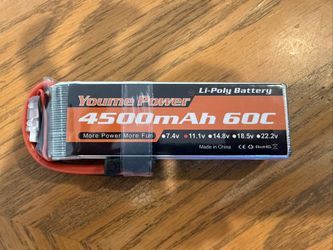 Li-Poly Battery
Youme Power
4500mAh 60C
More Power More Fun
7.4v 11.1v 14.8v 18.5v 22.2v
Made in China